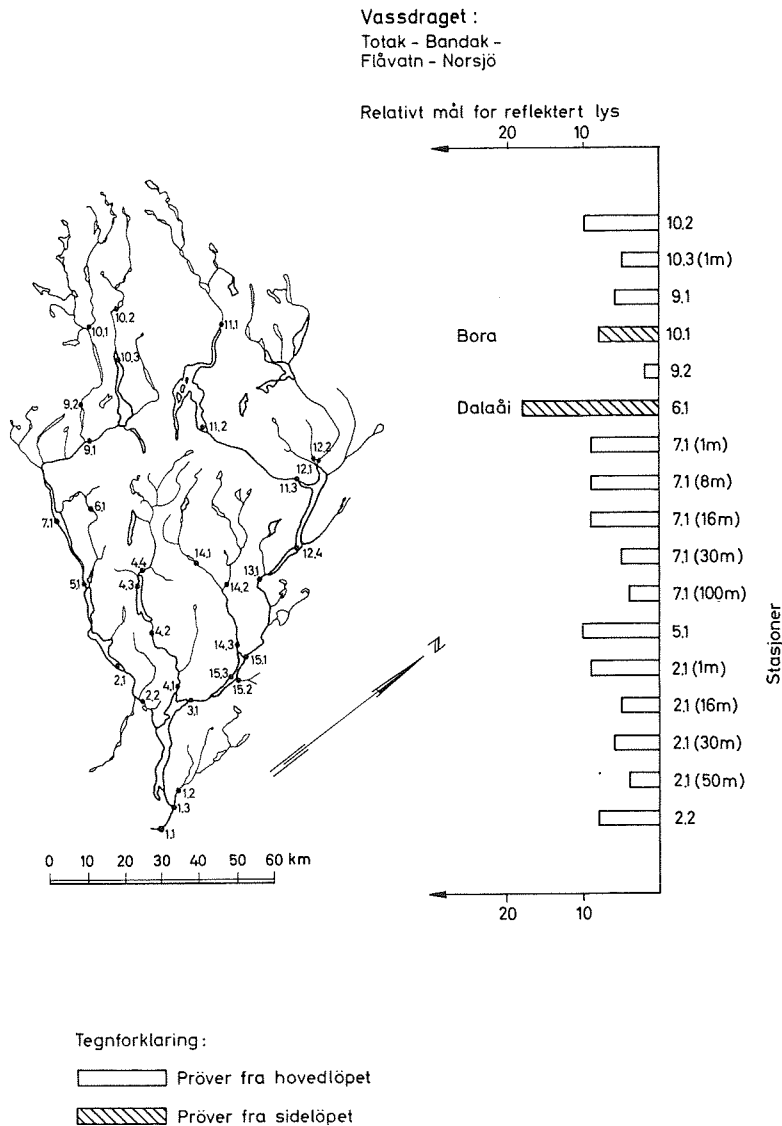 Vassdraget :
Totak - Bandak -
Flåvatn - Norsjö
Relativt mål for reflektert lys
20 10
10.2
10.3 (1m)
9.1
Bora 10.1
9.2
Dalaåi 6.1
7.1 (1m)
7.1 (8m)
7.1 (16m)
7.1 (30m)
7.1 (100m)
5.1
2.1 (1m)
2.1 (16m)
2.1 (30m)
2.1 (50m)
2.2
20 10
Stasjoner
10.2
10.1
11.1
10.3
9.2
11.2
9.1
12.2
12.1
11.3
6.1
7.1
12.4
14.1
4.4
13.1
5.1
4.3
14.2
4.2
14.3
15.1
2.1
15.3
15.2
4.1
2.2
3.1
N
1.2
1.3
1.1
0 10 20 30 40 50 60 km
Tegnforklaring :
Pröver fra hovedlöpet
Pröver fra sidelöpet